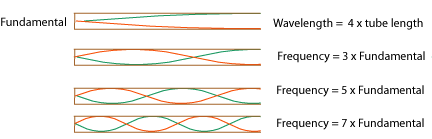 Fundamental Wavelength = 4 x tube length
Frequency = 3 x Fundamental
Frequency = 5 x Fundamental
Frequency = 7 x Fundamental